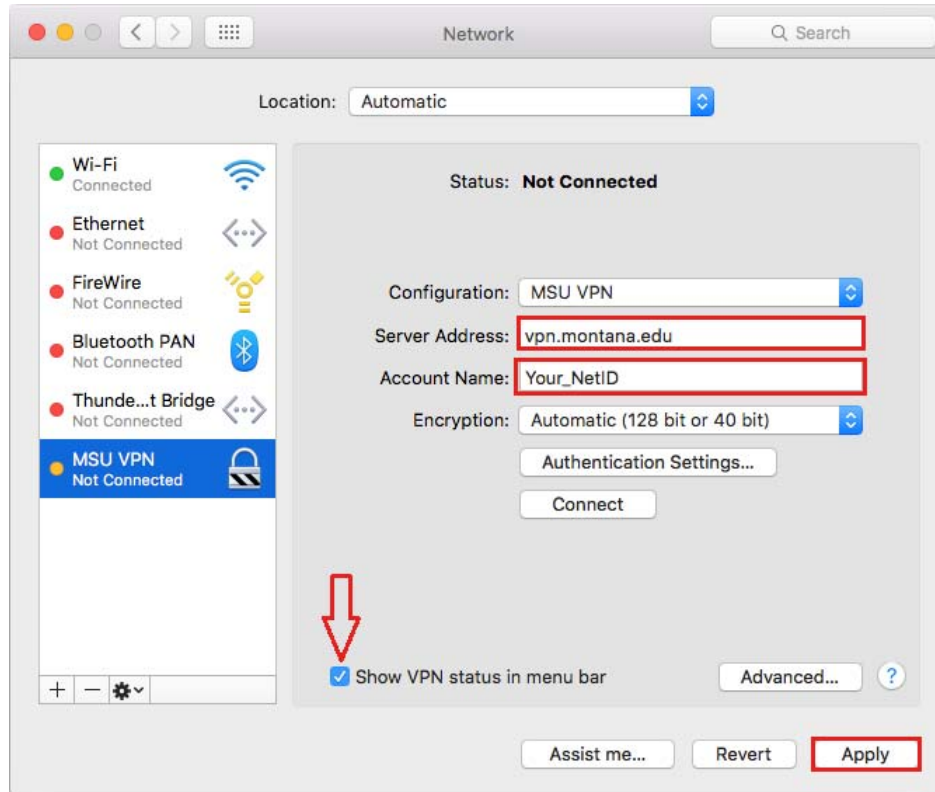 Network
Search
Location: Automatic
Wi-Fi
Connected
Ethernet
Not Connected
FireWire
Not Connected
Bluetooth PAN
Not Connected
Thunde...t Bridge
Not Connected
MSU VPN
Not Connected
Status: Not Connected
Configuration: MSU VPN
Server Address: vpn.montana.edu
Account Name: Your_NetID
Encryption: Automatic (128 bit or 40 bit)
Authentication Settings...
Connect
Show VPN status in menu bar
Advanced...
?
Assist me...
Revert
Apply